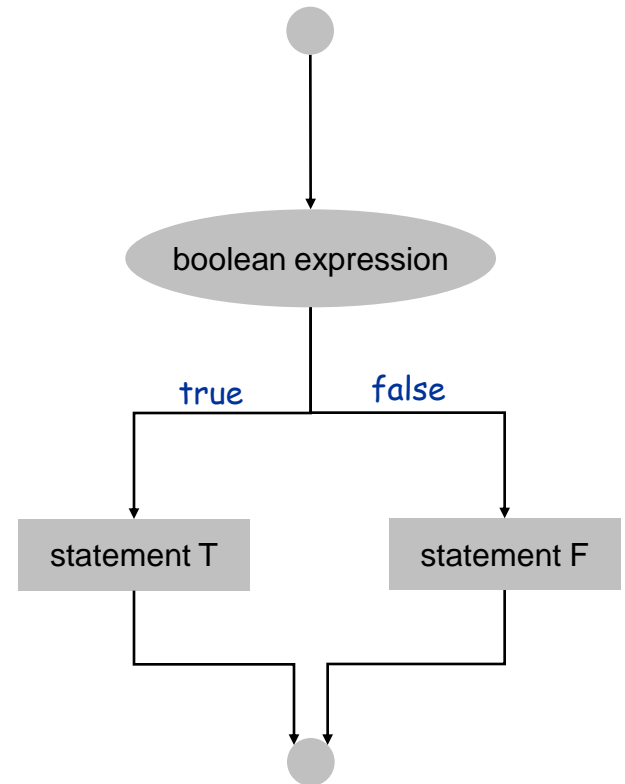 boolean expression
true
false
statement T
statement F